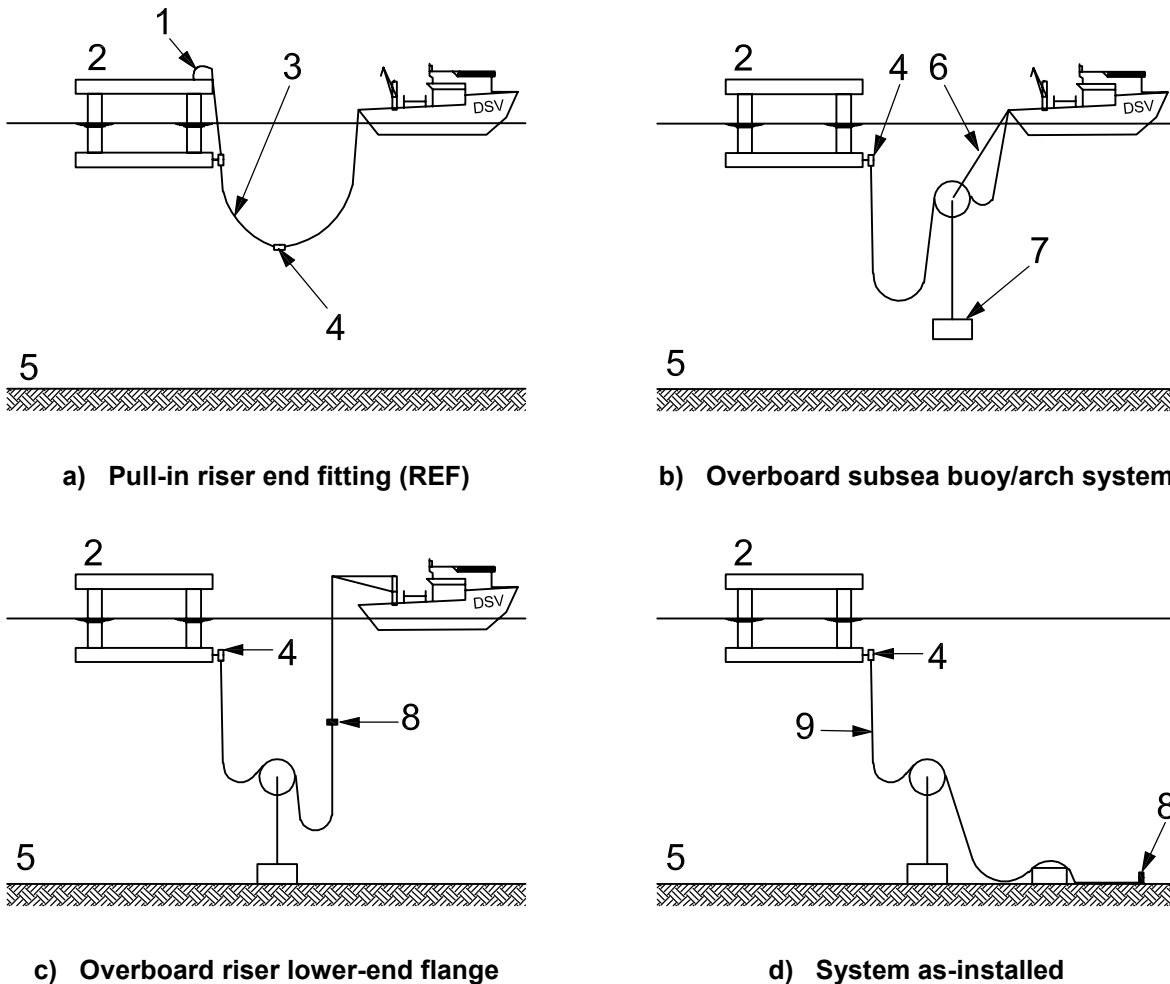 1
2
3
DSV
4
5
a) Pull-in riser end fitting (REF)
2
4
6
DSV
7
5
b) Overboard subsea buoy/arch system
2
DSV
4
8
5
c) Overboard riser lower-end flange
2
4
9
8
5
d) System as-installed